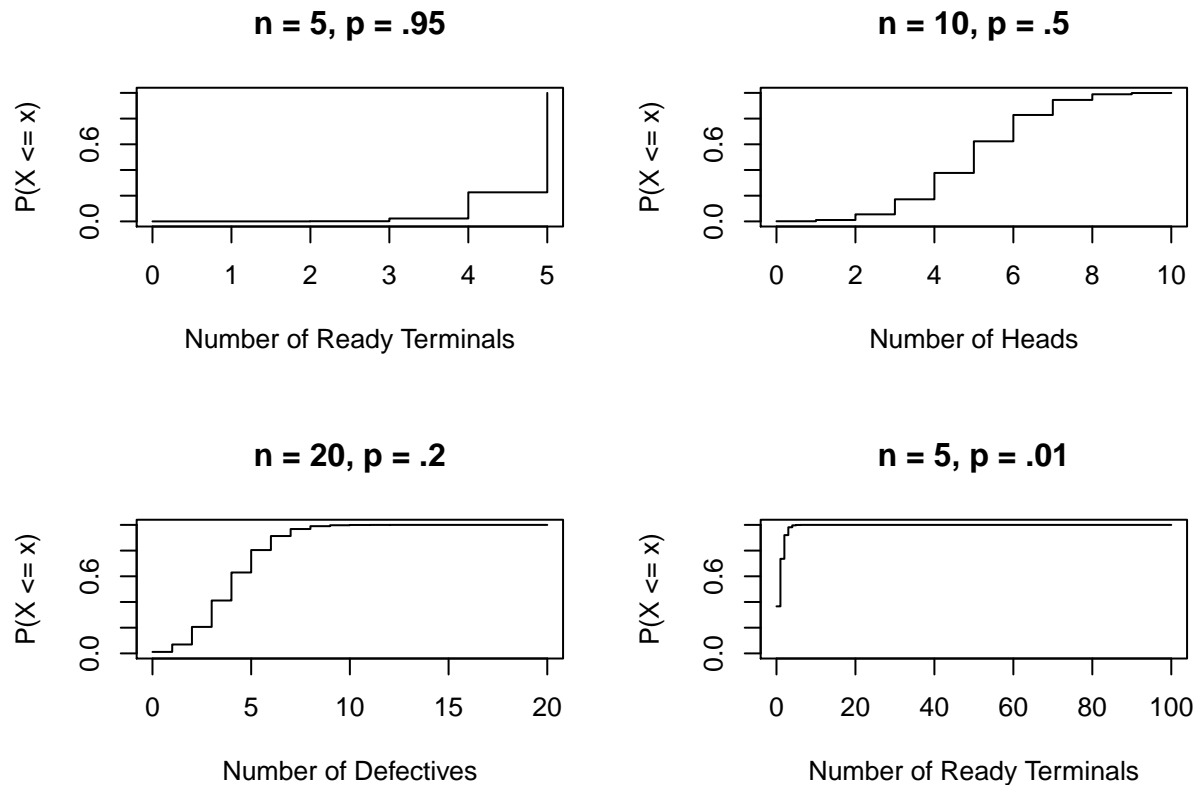 n = 5, p = .95
P(X <= x)
0.0 0.6
0 1 2 3 4 5
Number of Ready Terminals
n = 10, p = .5
P(X <= x)
0.0 0.6
0 2 4 6 8 10
Number of Heads
n = 20, p = .2
P(X <= x)
0.0 0.6
0 5 10 15 20
Number of Defectives
n = 5, p = .01
P(X <= x)
0.0 0.6
0 20 40 60 80 100
Number of Ready Terminals